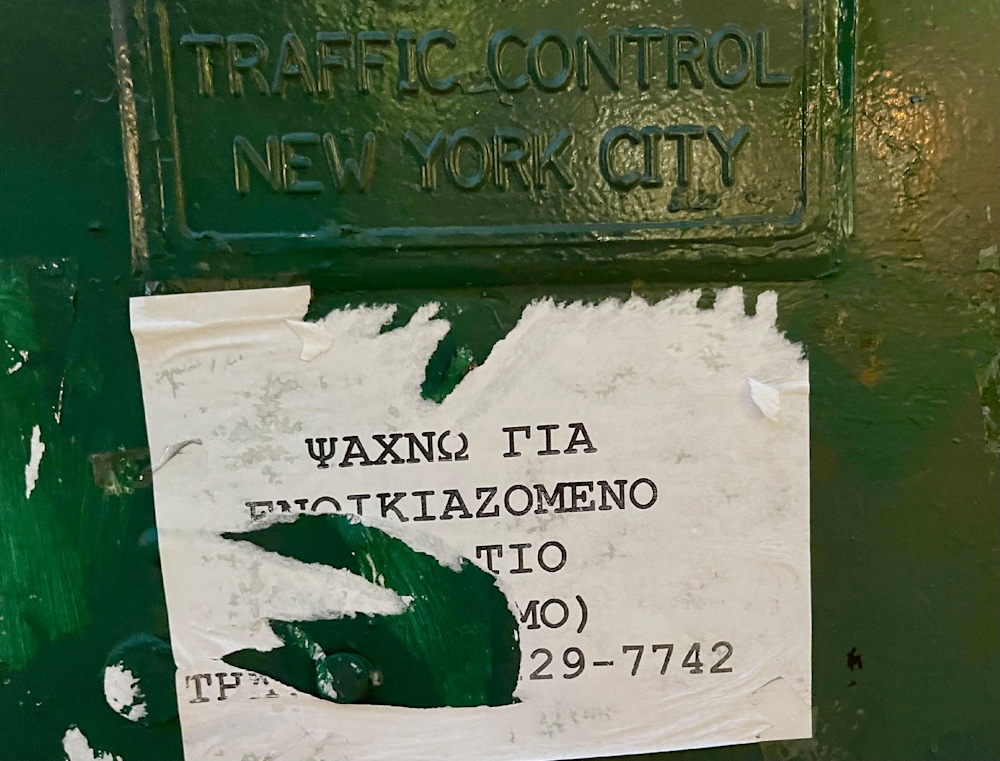 TRAFFIC CONTROL
NEW YORK CITY
ΨΑΧΝΩ ΓΙΑ
ΕΝΟΙΚΙΑΖΟΜΕΝΟ
ΤΙΟ
ΜΟ)
29-7742